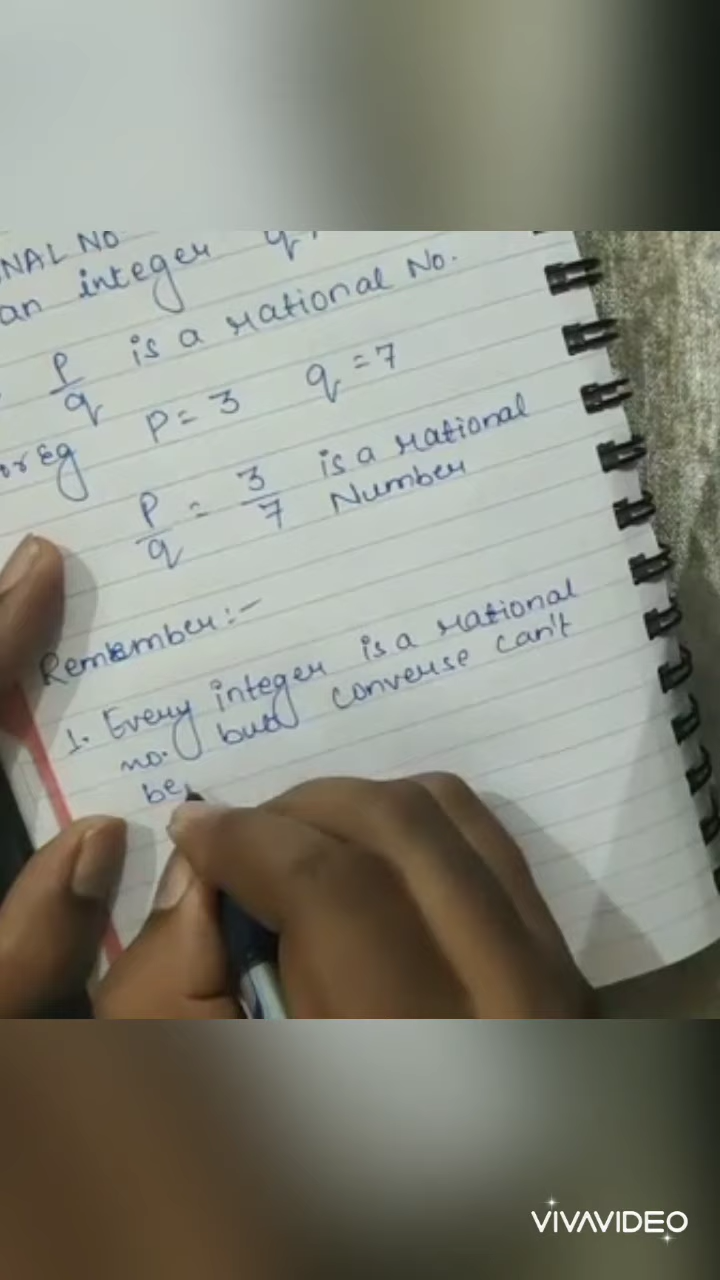 NAL NO
an integer q,
p/q is a rational No.
or Eg p = 3 q = 7
p/q = 3/7 is a rational
Number
Remember :-
1. Every integer is a rational
no. but converse can't
be
VIVAVIDEO